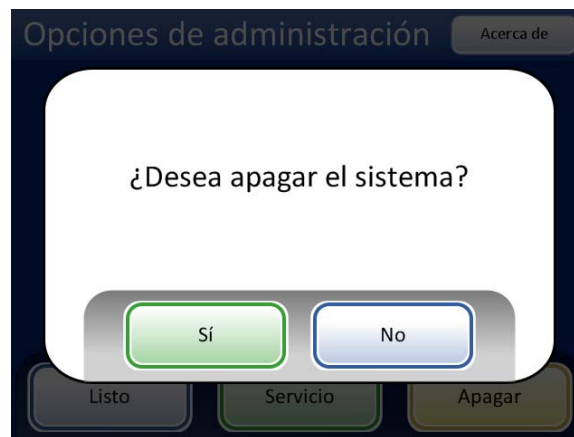 Opciones de administración
Acerca de
¿Desea apagar el sistema?
Sí
No
Listo
Servicio
Apagar